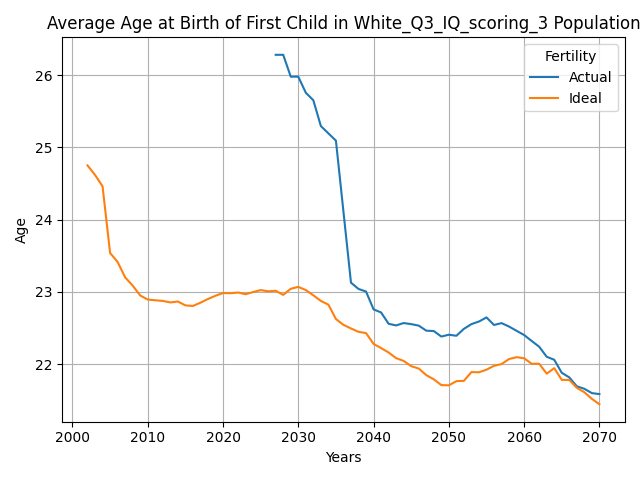 Average Age at Birth of First Child in White_Q3_IQ_scoring_3 Population
Fertility
Actual
Ideal
26
25
24
23
22
Age
2000 2010 2020 2030 2040 2050 2060 2070
Years